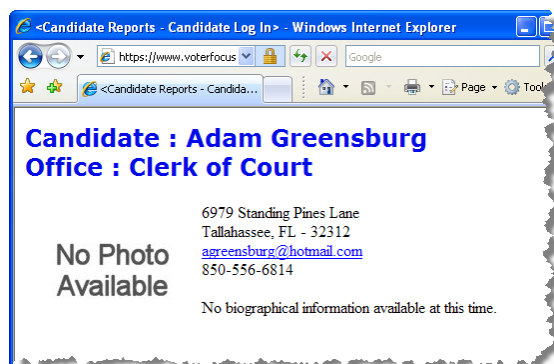 <Candidate Reports - Candidate Log In> - Windows Internet Explorer
https://www.voterfocus
Google
<Candidate Reports - Candida...
Page
Candidate : Adam Greensburg
Office : Clerk of Court
No Photo
Available
6979 Standing Pines Lane
Tallahassee, FL - 32312
agreensburg@hotmail.com
850-556-6814
No biographical information available at this time.